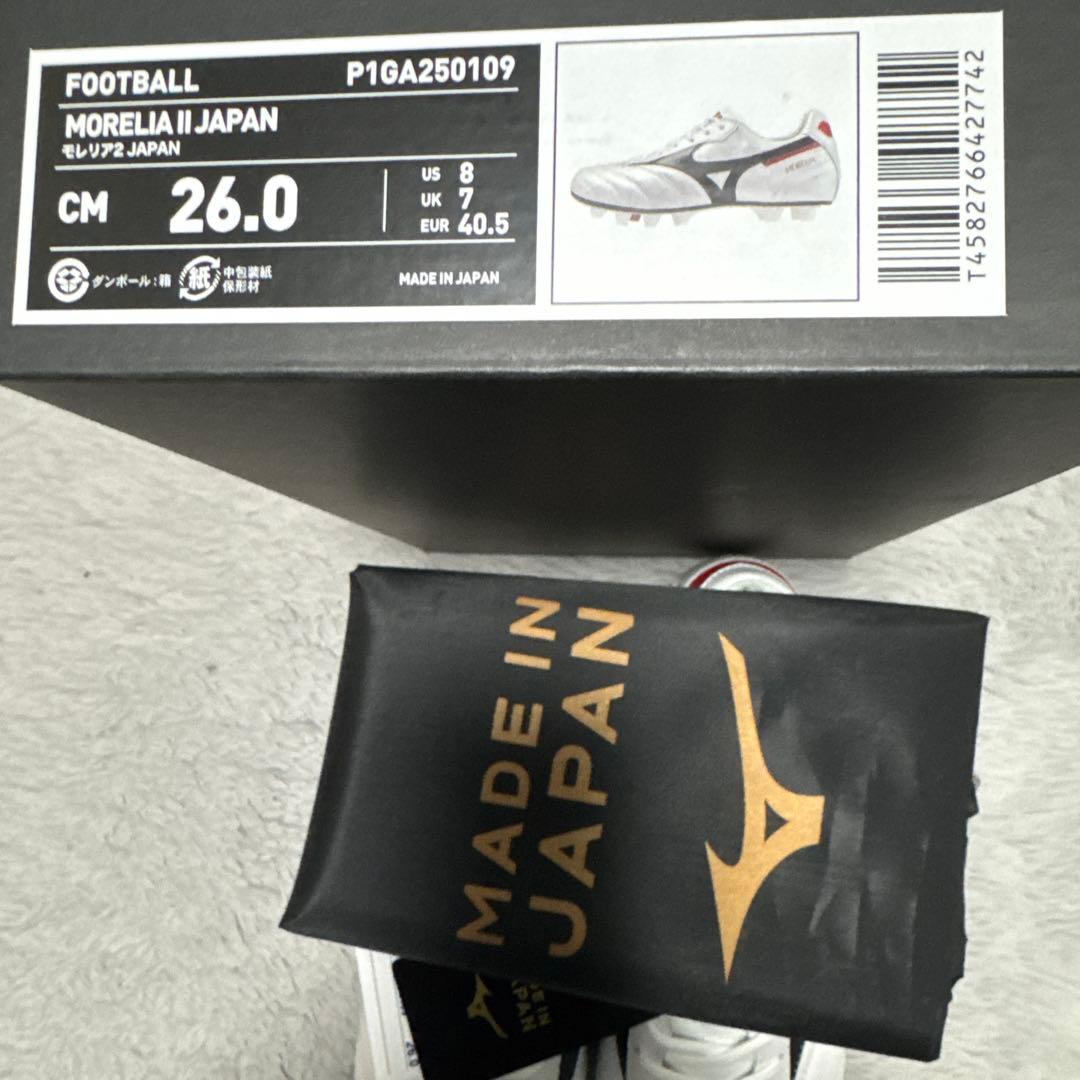 FOOTBALL P1GA250109
MORELIA II JAPAN
モレリア2 JAPAN
CM 26.0
US 8
UK 7
EUR 40.5
ダンボール:箱
紙
中包装紙
保形材
MADE IN JAPAN
T4582766427742
MADE IN
JAPAN
26.0